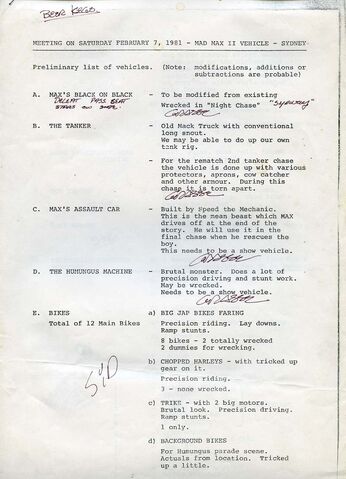 BEER KEGS.
MEETING ON SATURDAY FEBRUARY 7, 1981 - MAD MAX II VEHICLE - SYDNEY
Preliminary list of vehicles. (Note: modifications, additions or
subtractions are probable)
A. MAX'S BLACK ON BLACK - To be modified from existing
Wrecked in "Night Chase" "SYDNEY"
PASS. SEAT
B. THE TANKER - Old Mack Truck with conventional
long snout.
We may be able to do up our own
tank rig.
- For the rematch 2nd tanker chase
the vehicle is done up with various
protectors, aprons, cow catcher
and other armour. During this
chase it is torn apart.
C. MAX'S ASSAULT CAR - Built by Speed the Mechanic.
This is the mean beast which MAX
drives off at the end of the
story. He will use it in the
final chase when he rescues the
boy.
This needs to be show vehicle.
D. THE HUMUNGUS MACHINE - Brutal monster. Does a lot of
precision driving and stunt work.
May be wrecked.
Needs to be a show vehicle.
E. BIKES a) BIG JAP BIKES FARING
Total of 12 Main Bikes Precision riding. Lay downs.
Ramp stunts.
8 bikes - 2 totally wrecked
2 dummies for wrecking.
b) CHOPPED HARLEYS - with tricked up
gear on it.
Precision riding.
3 - none wrecked.
SYD
c) TRIKE - with 2 big motors.
Brutal look. Precision driving.
Ramp stunts.
1 only.
d) BACKGROUND BIKES
For Humungus parade scene.
Actuals from location. Tricked
up a little.